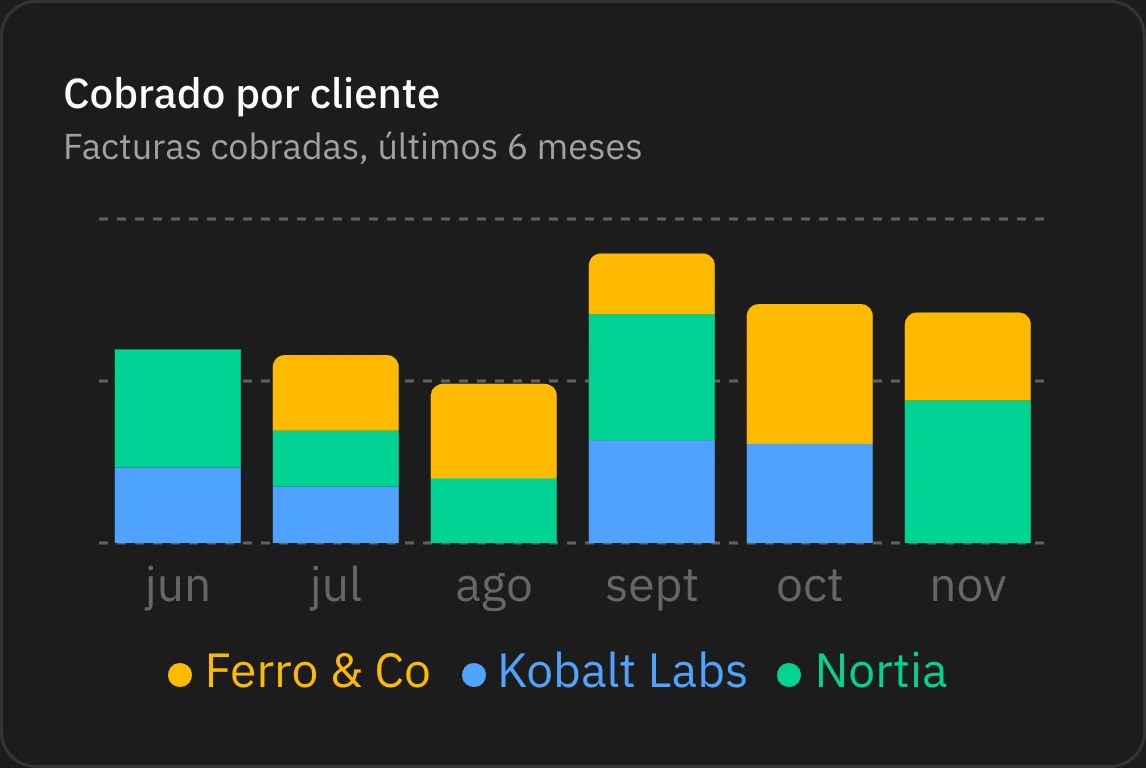 Cobrado por cliente
Facturas cobradas, últimos 6 meses
jun jul ago sept oct nov
Ferro & Co Kobalt Labs Nortia